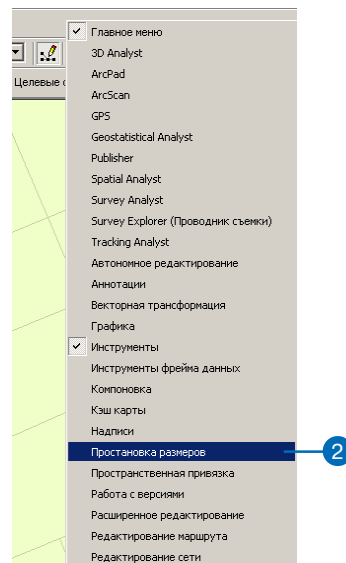 Главное меню
3D Analyst
ArcPad
Целевые
ArcScan
GPS
Geostatistical Analyst
Publisher
Spatial Analyst
Survey Analyst
Survey Explorer (Проводник съемки)
Tracking Analyst
Автономное редактирование
Аннотации
Векторная трансформация
Графика
Инструменты
Инструменты фрейма данных
Компоновка
Кэш карты
Надписи
Простановка размеров
2
Пространственная привязка
Работа с версиями
Расширенное редактирование
Редактирование маршрута
Редактирование сети